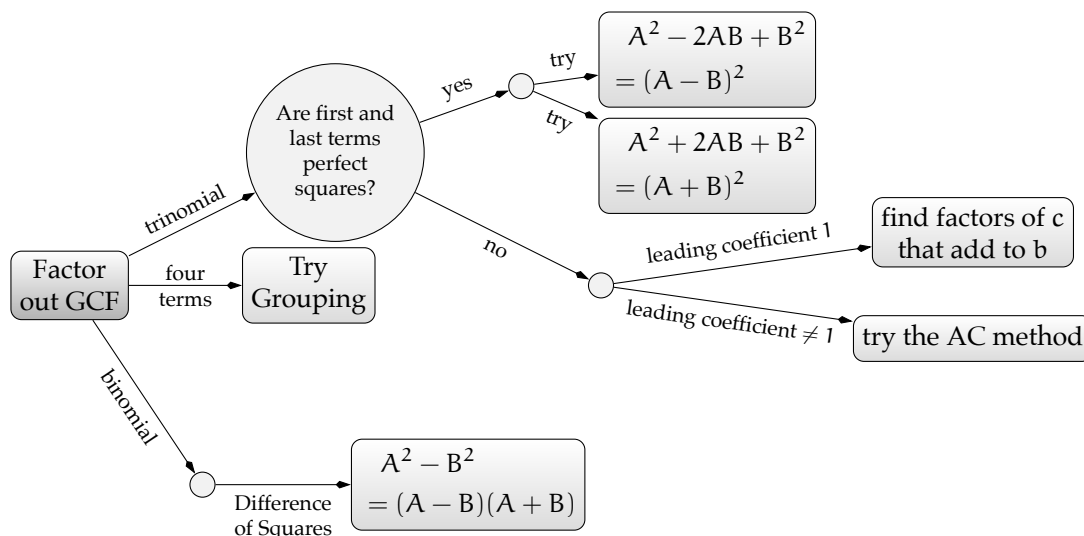 Factor
out GCF
trinomial
Are first and
last terms
perfect
squares?
yes
try
A² − 2AB + B²
= (A − B)²
try
A² + 2AB + B²
= (A + B)²
no
leading coefficient 1
find factors of c
that add to b
leading coefficient ≠ 1
try the AC method
four
terms
Try
Grouping
binomial
Difference
of Squares
A² − B²
= (A − B)(A + B)